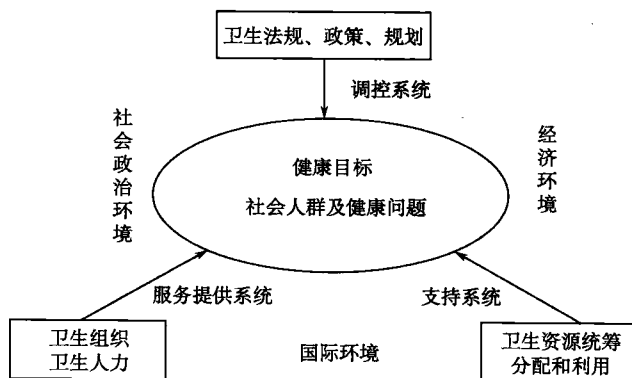 卫生法规、政策、规划
调控系统
社会政治环境
经济环境
健康目标
社会人群及健康问题
服务提供系统
支持系统
卫生组织
卫生人力
国际环境
卫生资源统筹
分配和利用